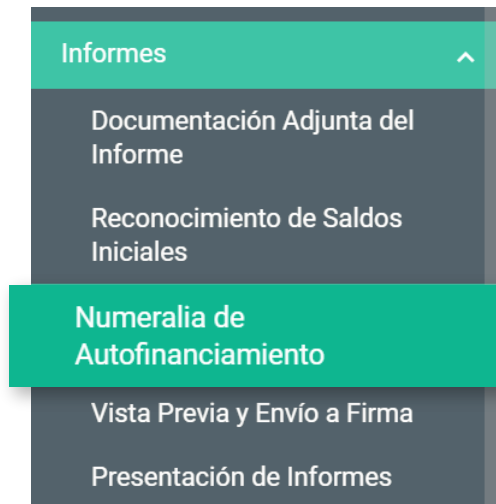 Informes
Documentación Adjunta del
Informe
Reconocimiento de Saldos
Iniciales
Numeralia de
Autofinanciamiento
Vista Previa y Envío a Firma
Presentación de Informes